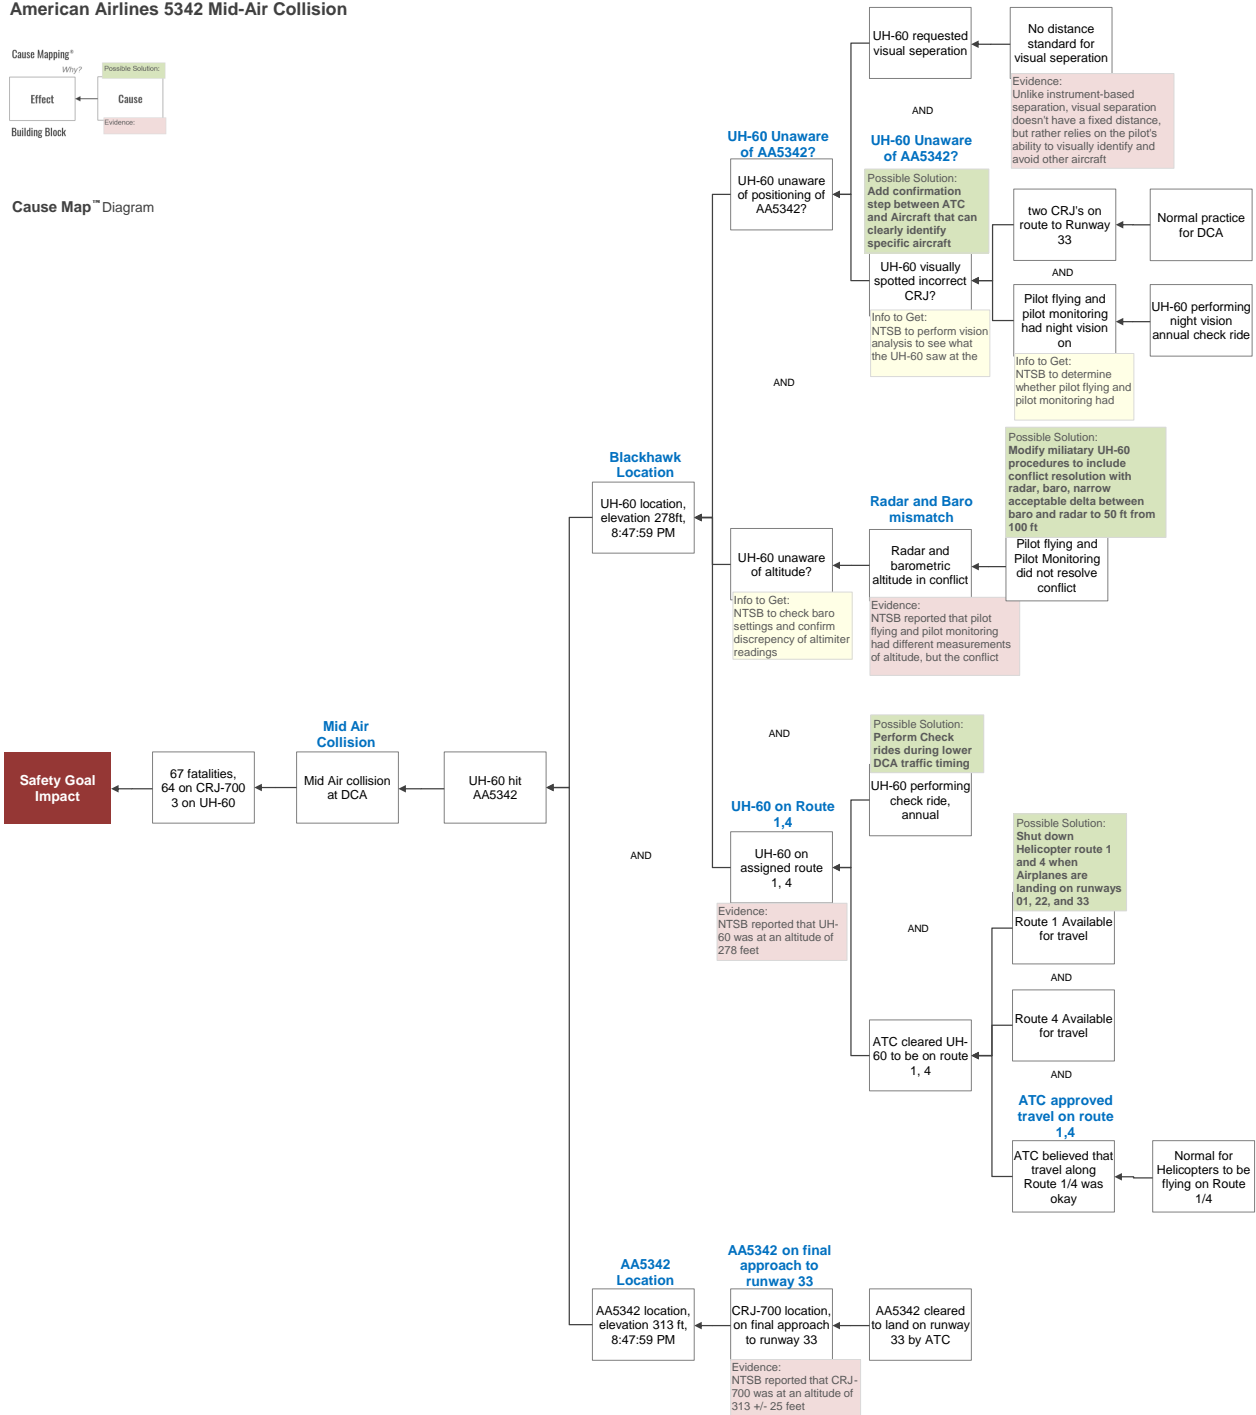 American Airlines 5342 Mid-Air Collision
Cause Mapping®
Why?
Possible Solution:
Effect
Cause
Evidence:
Building Block
Cause Map™ Diagram
UH-60 requested
visual seperation
No distance
standard for
visual seperation
Evidence:
Unlike instrument-based
separation, visual separation
doesn't have a fixed distance,
but rather relies on the pilot's
ability to visually identify and
avoid other aircraft
AND
UH-60 Unaware
of AA5342?
UH-60 unaware
of positioning of
AA5342?
UH-60 Unaware
of AA5342?
Possible Solution:
Add confirmation
step between ATC
and Aircraft that can
clearly identify
specific aircraft
UH-60 visually
spotted incorrect
CRJ?
Info to Get:
NTSB to perform vision
analysis to see what
the UH-60 saw at the
two CRJ's on
route to Runway
33
Normal practice
for DCA
AND
Pilot flying and
pilot monitoring
had night vision
on
UH-60 performing
night vision
annual check ride
Info to Get:
NTSB to determine
whether pilot flying and
pilot monitoring had
AND
Blackhawk
Location
UH-60 location,
elevation 278ft,
8:47:59 PM
UH-60 unaware
of altitude?
Info to Get:
NTSB to check baro
settings and confirm
discrepency of altimiter
readings
Radar and Baro
mismatch
Radar and
barometric
altitude in conflict
Evidence:
NTSB reported that pilot
flying and pilot monitoring
had different measurements
of altitude, but the conflict
Possible Solution:
Modify miliatary UH-60
procedures to include
conflict resolution with
radar, baro, narrow
acceptable delta between
baro and radar to 50 ft from
100 ft
Pilot flying and
Pilot Monitoring
did not resolve
conflict
Safety Goal
Impact
67 fatalities,
64 on CRJ-700
3 on UH-60
Mid Air
Collision
Mid Air collision
at DCA
UH-60 hit
AA5342
AND
AND
UH-60 on Route
1,4
UH-60 on
assigned route
1, 4
Evidence:
NTSB reported that UH-
60 was at an altitude of
278 feet
Possible Solution:
Perform Check
rides during lower
DCA traffic timing
UH-60 performing
check ride,
annual
AND
ATC cleared UH-
60 to be on route
1, 4
Possible Solution:
Shut down
Helicopter route 1
and 4 when
Airplanes are
landing on runways
01, 22, and 33
Route 1 Available
for travel
AND
Route 4 Available
for travel
AND
ATC approved
travel on route
1,4
ATC believed that
travel along
Route 1/4 was
okay
Normal for
Helicopters to be
flying on Route
1/4
AA5342
Location
AA5342 location,
elevation 313 ft,
8:47:59 PM
AA5342 on final
approach to
runway 33
CRJ-700 location,
on final approach
to runway 33
Evidence:
NTSB reported that CRJ-
700 was at an altitude of
313 +/- 25 feet
AA5342 cleared
to land on runway
33 by ATC